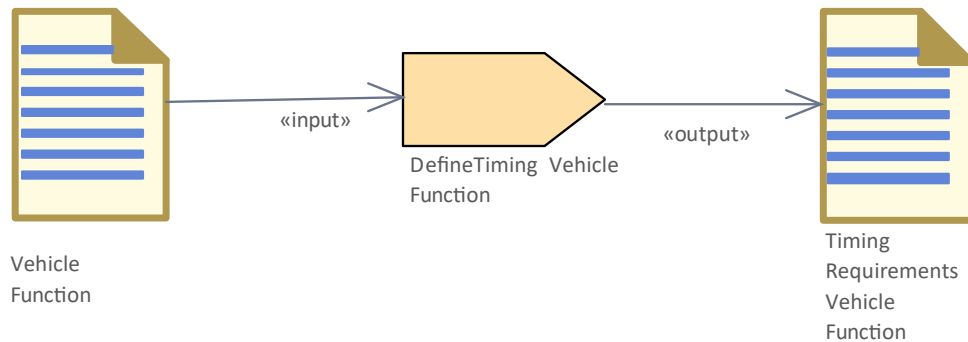 «input»
«output»
DefineTiming Vehicle
Function
Vehicle
Function
Timing
Requirements
Vehicle
Function